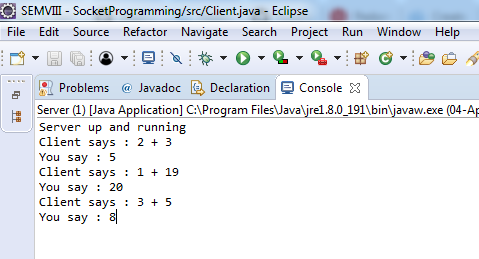 SEMVIII - SocketProgramming/src/Client.java - Eclipse
File Edit Source Refactor Navigate Search Project Run Window Help
Problems @ Javadoc Declaration Console
Server (1) [Java Application] C:\Program Files\Java\jre1.8.0_191\bin\javaw.exe (04-Ap
Server up and running
Client says : 2 + 3
You say : 5
Client says : 1 + 19
You say : 20
Client says : 3 + 5
You say : 8